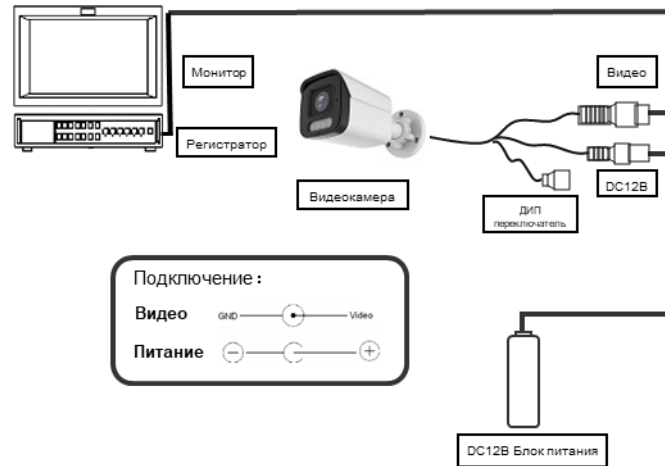 Монитор
Видео
Регистратор
Видеокамера
DC12В
ДИП
переключатель
Подключение :
Видео GND Video
Питание − +
DC12В Блок питания